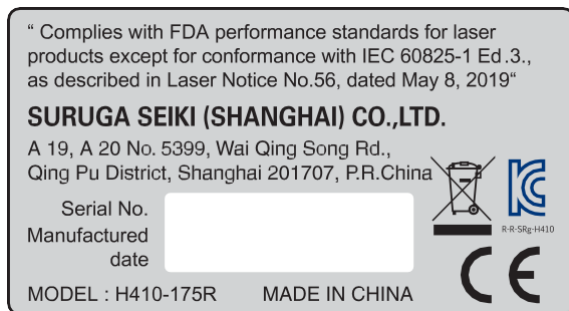 “ Complies with FDA performance standards for laser
products except for conformance with IEC 60825-1 Ed.3.,
as described in Laser Notice No.56, dated May 8, 2019“
SURUGA SEIKI (SHANGHAI) CO.,LTD.
A 19, A 20 No. 5399, Wai Qing Song Rd.,
Qing Pu District, Shanghai 201707, P.R.China
Serial No.
Manufactured
date
R-R-SRg-H410
CE
MODEL : H410-175R MADE IN CHINA